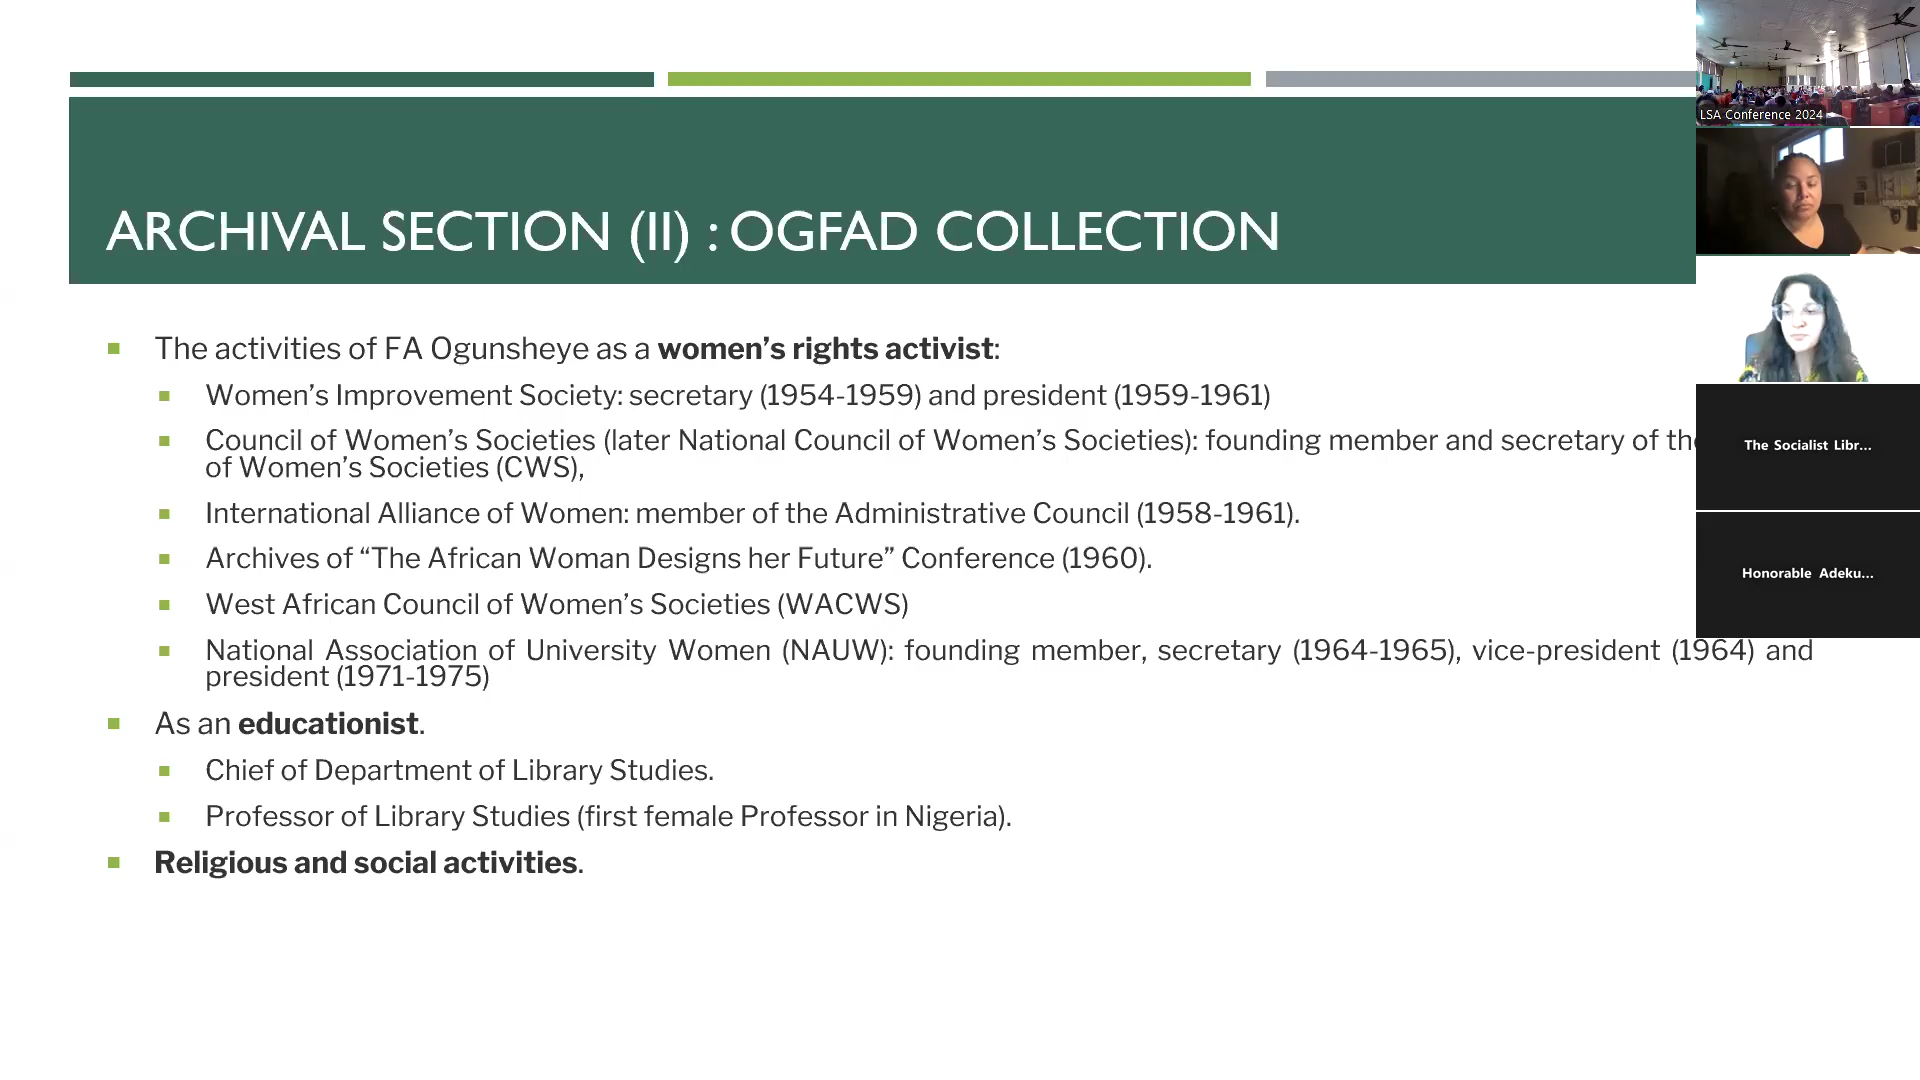 ARCHIVAL SECTION (II) : OGFAD COLLECTION
The activities of FA Ogunsheye as a women’s rights activist:
Women’s Improvement Society: secretary (1954-1959) and president (1959-1961)
Council of Women’s Societies (later National Council of Women’s Societies): founding member and secretary of the
of Women’s Societies (CWS),
International Alliance of Women: member of the Administrative Council (1958-1961).
Archives of “The African Woman Designs her Future” Conference (1960).
West African Council of Women’s Societies (WACWS)
National Association of University Women (NAUW): founding member, secretary (1964-1965), vice-president (1964) and
president (1971-1975)
As an educationist.
Chief of Department of Library Studies.
Professor of Library Studies (first female Professor in Nigeria).
Religious and social activities.
LSA Conference 2024
The Socialist Libr...
Honorable Adeku...